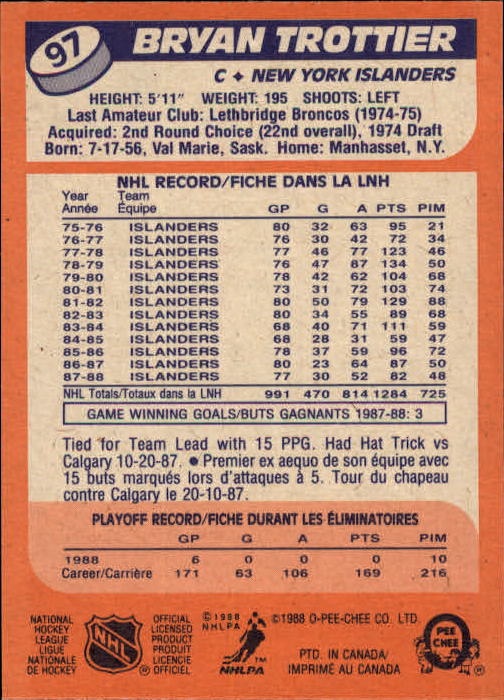 97
BRYAN TROTTIER
C ♦ NEW YORK ISLANDERS
HEIGHT: 5'11" WEIGHT: 195 SHOOTS: LEFT
Last Amateur Club: Lethbridge Broncos (1974-75)
Acquired: 2nd Round Choice (22nd overall), 1974 Draft
Born: 7-17-56, Val Marie, Sask. Home: Manhasset, N.Y.
NHL RECORD/FICHE DANS LA LNH
Year Team
Année Équipe GP G A PTS PIM
75-76 ISLANDERS 80 32 63 95 21
76-77 ISLANDERS 76 30 42 72 34
77-78 ISLANDERS 77 46 77 123 46
78-79 ISLANDERS 76 47 87 134 50
79-80 ISLANDERS 78 42 62 104 68
80-81 ISLANDERS 73 31 72 103 74
81-82 ISLANDERS 80 50 79 129 88
82-83 ISLANDERS 80 34 55 89 68
83-84 ISLANDERS 68 40 71 111 59
84-85 ISLANDERS 68 28 31 59 47
85-86 ISLANDERS 78 37 59 96 72
86-87 ISLANDERS 80 23 64 87 50
87-88 ISLANDERS 77 30 52 82 48
NHL Totals/Totaux dans la LNH 991 470 814 1284 725
GAME WINNING GOALS/BUTS GAGNANTS 1987-88: 3
Tied for Team Lead with 15 PPG. Had Hat Trick vs
Calgary 10-20-87. ● Premier ex aequo de son équipe avec
15 buts marqués lors d'attaques à 5. Tour du chapeau
contre Calgary le 20-10-87.
PLAYOFF RECORD/FICHE DURANT LES ÉLIMINATOIRES
GP G A PTS PIM
1988 6 0 0 0 10
Career/Carrière 171 63 106 169 216
NATIONAL
HOCKEY
LEAGUE
LIGUE
NATIONALE
DE HOCKEY
NHL
OFFICIAL
LICENSED
PRODUCT
PRODUIT
LICENCIE
OFFICIEL
®
© 1988
NHLPA
NHLPA
TM
©1988 O-PEE-CHEE CO. LTD.
PTD. IN CANADA/
IMPRIMÉ AU CANADA
O
PEE
CHEE
®